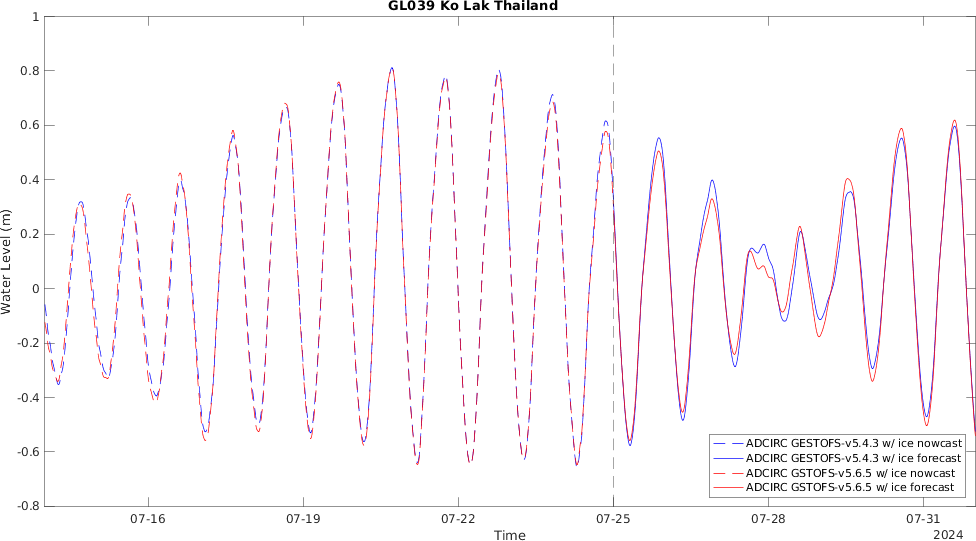 GL039 Ko Lak Thailand
Water Level (m)
1
0.8
0.6
0.4
0.2
0
-0.2
-0.4
-0.6
-0.8
ADCIRC GESTOFS-v5.4.3 w/ ice nowcast
ADCIRC GESTOFS-v5.4.3 w/ ice forecast
ADCIRC GSTOFS-v5.6.5 w/ ice nowcast
ADCIRC GSTOFS-v5.6.5 w/ ice forecast
07-16 07-19 07-22 07-25 07-28 07-31
Time
2024